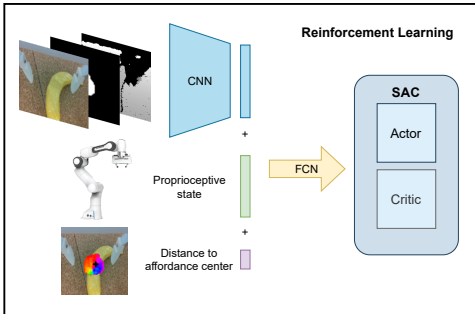 Reinforcement Learning
CNN
SAC
+
Actor
Proprioceptive
state
FCN
Critic
+
Distance to
affordance center